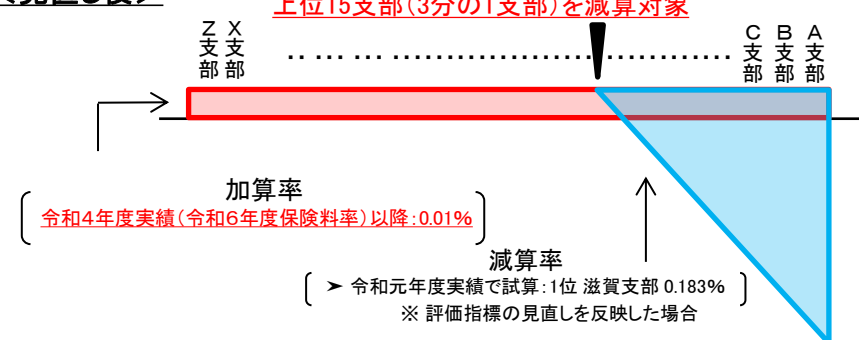 <見直し後>
上位15支部(3分の1支部)を減算対象
Z支部
X支部
‥‥‥‥‥‥‥‥‥‥‥‥‥‥‥‥
C支部
B支部
A支部
加算率
令和4年度実績(令和6年度保険料率)以降:0.01%
減算率
➤ 令和元年度実績で試算:1位 滋賀支部 0.183%
※ 評価指標の見直しを反映した場合